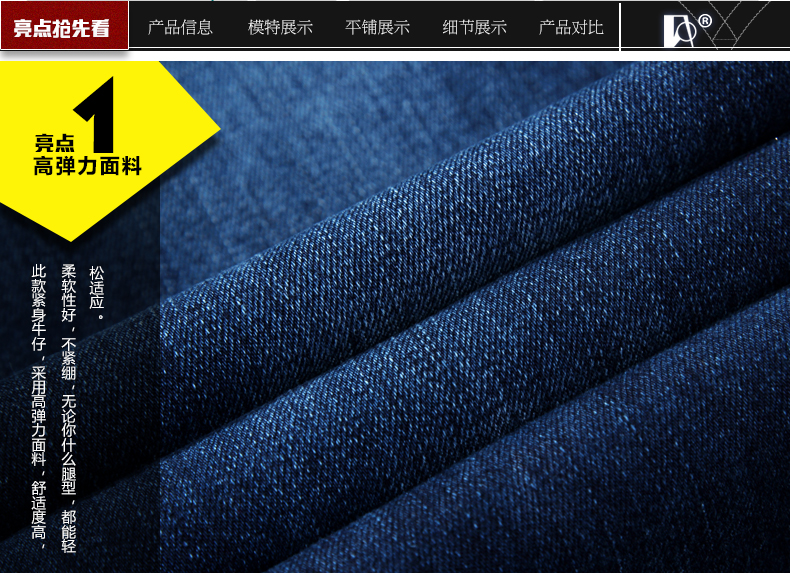 亮点抢先看
产品信息
模特展示
平铺展示
细节展示
产品对比
®
亮点
1
高弹力面料
此款紧身牛仔，采用高弹力面料，舒适度高，
柔软性好，不紧绷，无论你什么腿型，都能轻
松适应。